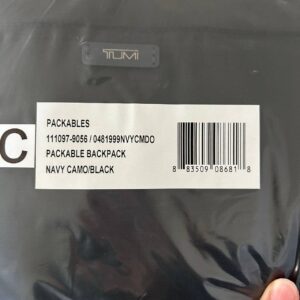 TUMI
PACKABLES
111097-9056 / 0481999NVYCMDO
PACKABLE BACKPACK
NAVY CAMO/BLACK
C
8 83509 08681 8